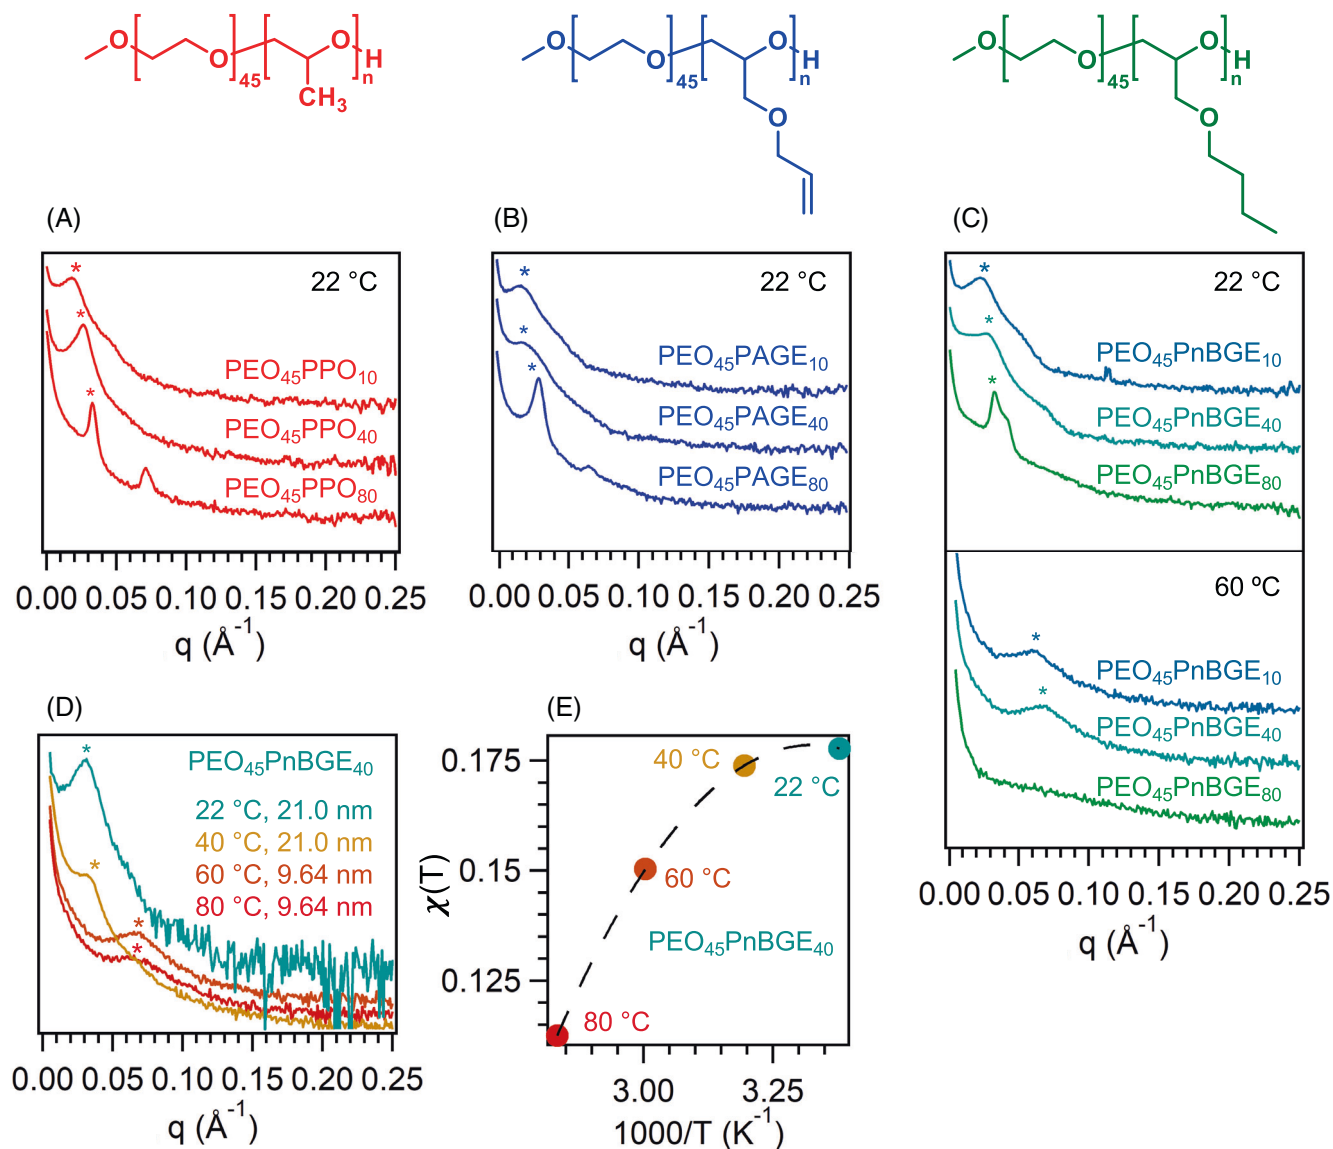 O O 45 O H n CH3
O O 45 O H n O
O O 45 O H n O
(A)
22 °C
*
*
*
PEO45PPO10
PEO45PPO40
PEO45PPO80
0.00 0.05 0.10 0.15 0.20 0.25
q (Å-1)
(B)
22 °C
*
*
*
PEO45PAGE10
PEO45PAGE40
PEO45PAGE80
0.00 0.05 0.10 0.15 0.20 0.25
q (Å-1)
(C)
22 °C
*
*
*
PEO45PnBGE10
PEO45PnBGE40
PEO45PnBGE80
60 ºC
*
*
PEO45PnBGE10
PEO45PnBGE40
PEO45PnBGE80
0.00 0.05 0.10 0.15 0.20 0.25
q (Å-1)
(D)
PEO45PnBGE40
22 °C, 21.0 nm
40 °C, 21.0 nm
60 °C, 9.64 nm
80 °C, 9.64 nm
*
*
*
*
0.00 0.05 0.10 0.15 0.20 0.25
q (Å-1)
(E)
χ(T)
0.175
0.15
0.125
40 °C
22 °C
60 °C
PEO45PnBGE40
80 °C
3.00 3.25
1000/T (K-1)